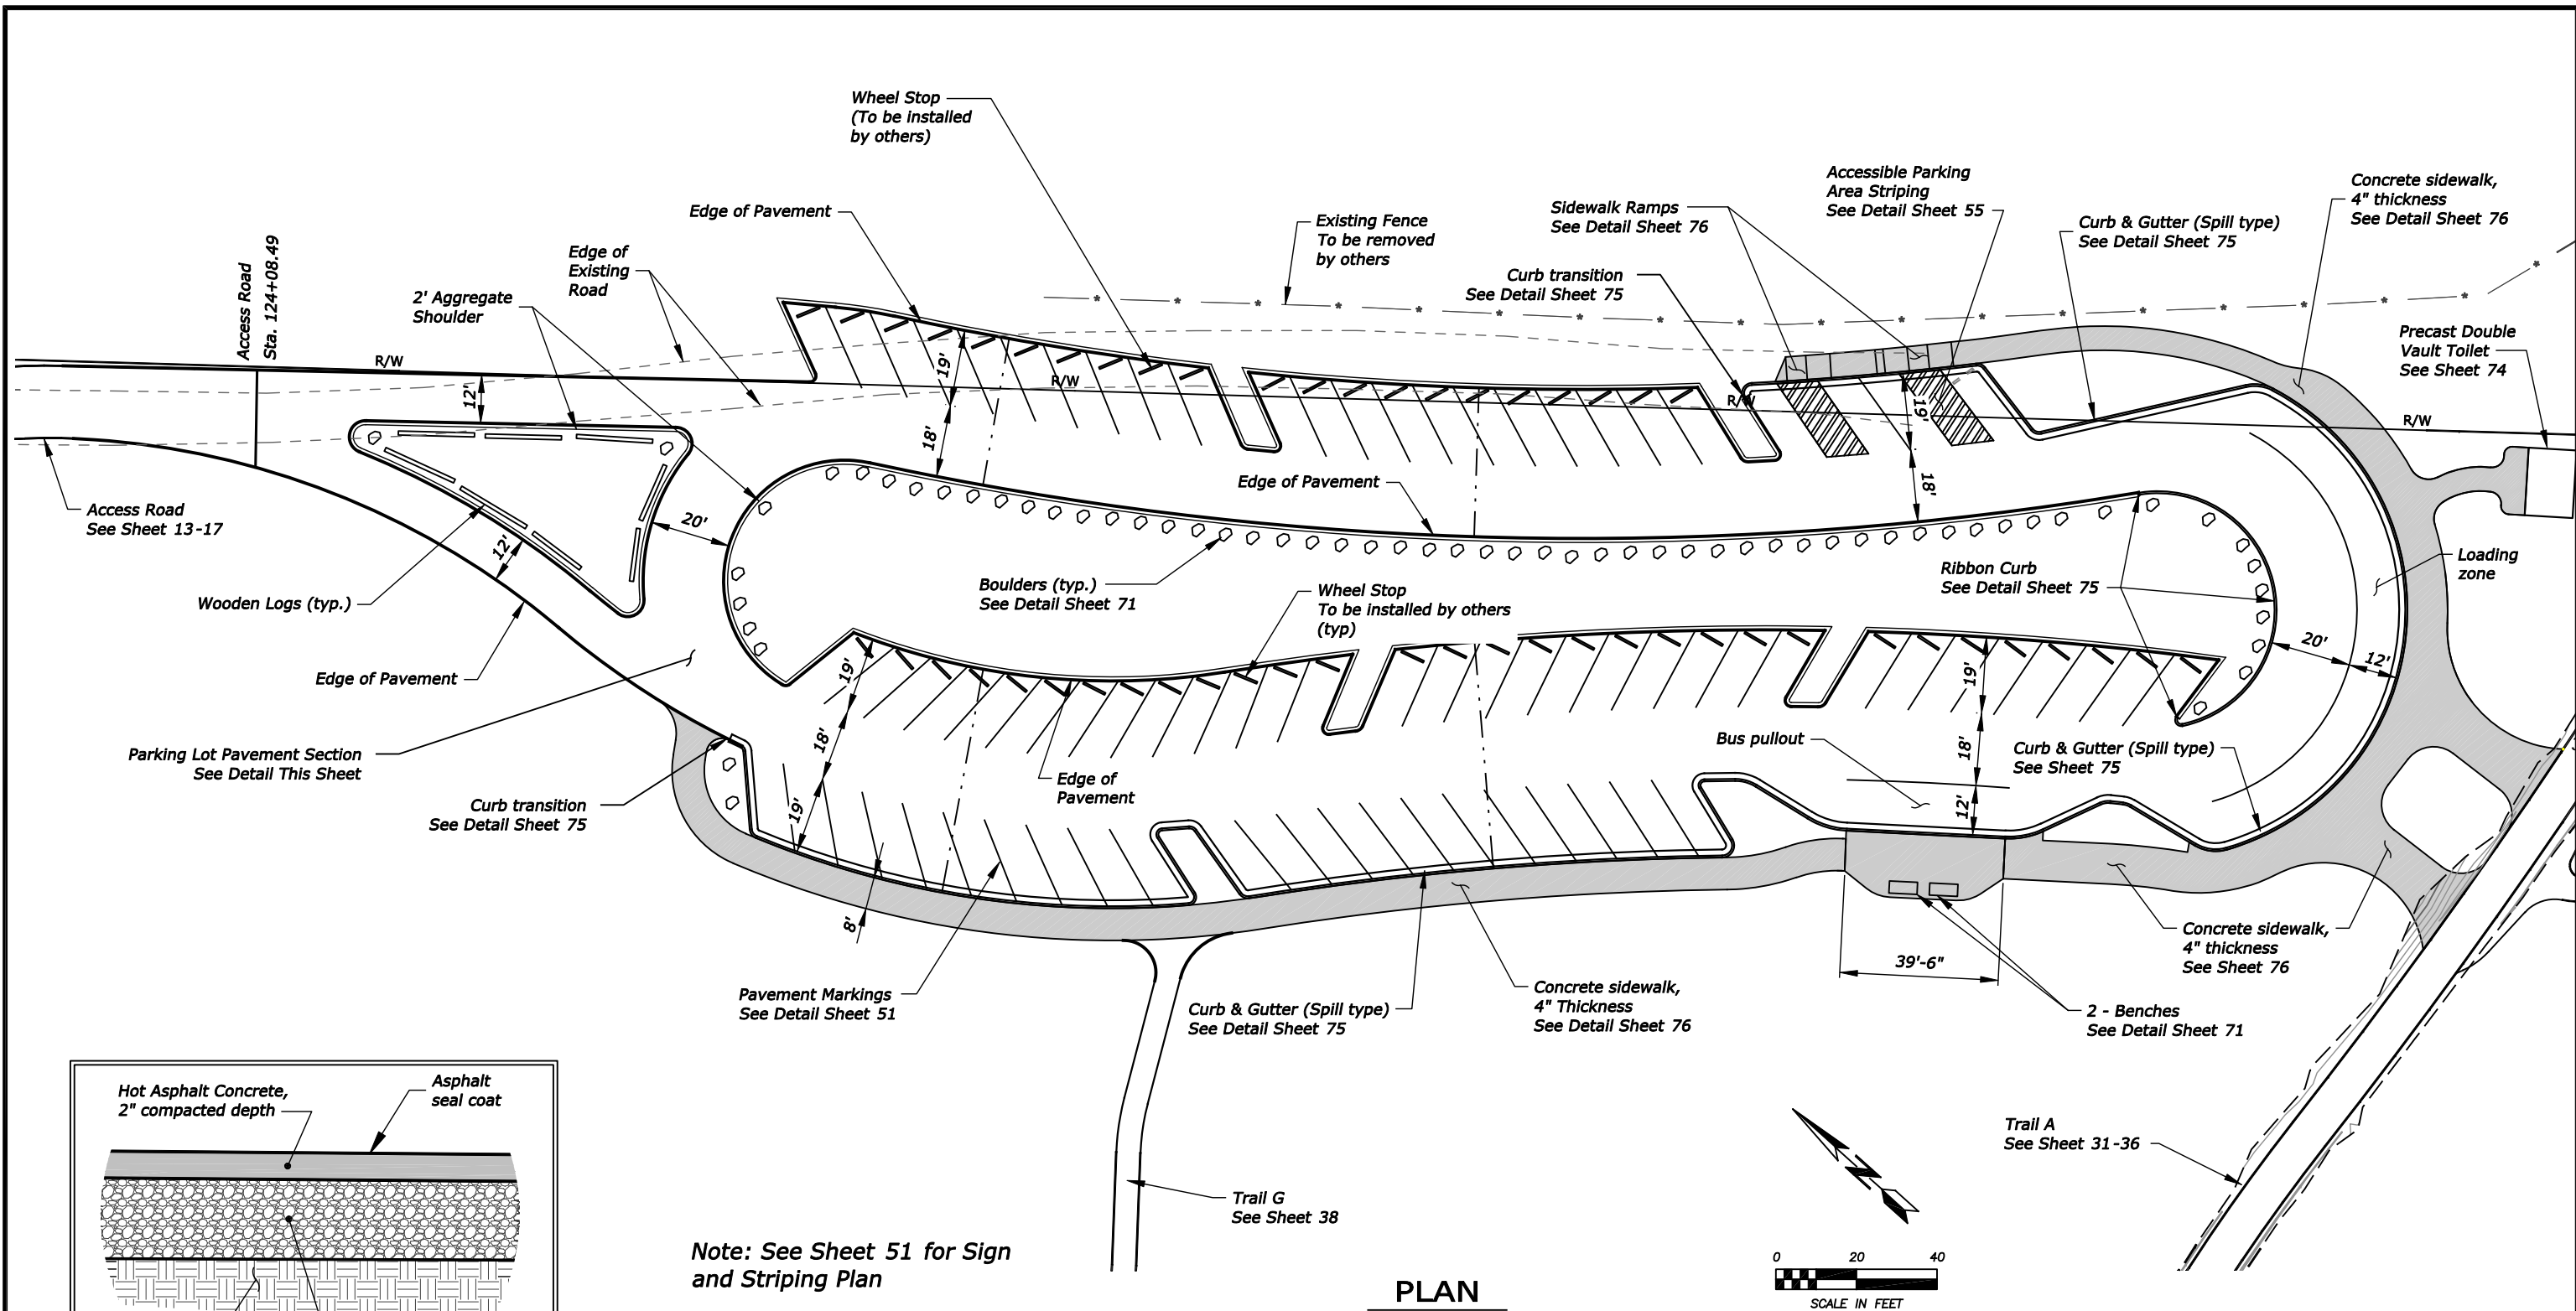 Wheel Stop
(To be installed
by others)
Edge of Pavement
Edge of
Existing
Road
2' Aggregate
Shoulder
Access Road
Sta. 124+08.49
R/W
12'
Existing Fence
To be removed
by others
Sidewalk Ramps
See Detail Sheet 76
Curb transition
See Detail Sheet 75
Accessible Parking
Area Striping
See Detail Sheet 55
Curb & Gutter (Spill type)
See Detail Sheet 75
Concrete sidewalk,
4" thickness
See Detail Sheet 76
Precast Double
Vault Toilet
See Sheet 74
19'
R/W
18'
R/W
19'
18'
R/W
Edge of Pavement
Access Road
See Sheet 13-17
20'
12'
Wooden Logs (typ.)
Boulders (typ.)
See Detail Sheet 71
Wheel Stop
To be installed by others
(typ)
Ribbon Curb
See Detail Sheet 75
Loading
zone
Edge of Pavement
19'
18'
19'
19'
18'
12'
20'
12'
Parking Lot Pavement Section
See Detail This Sheet
Curb transition
See Detail Sheet 75
Edge of
Pavement
Bus pullout
Curb & Gutter (Spill type)
See Sheet 75
8'
Pavement Markings
See Detail Sheet 51
Curb & Gutter (Spill type)
See Detail Sheet 75
Concrete sidewalk,
4" Thickness
See Detail Sheet 76
39'-6"
Concrete sidewalk,
4" thickness
See Sheet 76
2 - Benches
See Detail Sheet 71
Hot Asphalt Concrete,
2" compacted depth
Asphalt
seal coat
Trail G
See Sheet 38
Trail A
See Sheet 31-36
N
Note: See Sheet 51 for Sign
and Striping Plan
PLAN
0 20 40
SCALE IN FEET